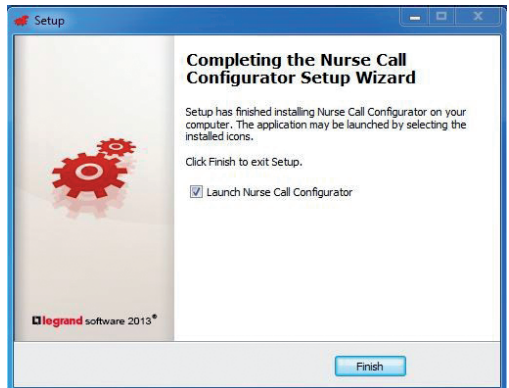 Setup
Completing the Nurse Call
Configurator Setup Wizard
Setup has finished installing Nurse Call Configurator on your
computer. The application may be launched by selecting the
installed icons.
Click Finish to exit Setup.
Launch Nurse Call Configurator
legrand software 2013®
Finish